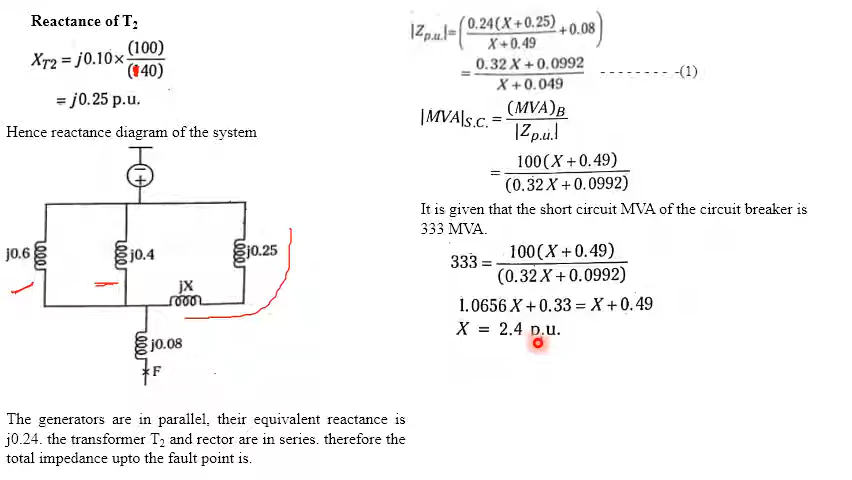 Reactance of T₂
X_T2 = j0.10 × (100) / (140)
= j0.25 p.u.
Hence reactance diagram of the system
j0.6
j0.4
j0.25
jX
j0.08
F
The generators are in parallel, their equivalent reactance is
j0.24. the transformer T₂ and rector are in series. therefore the
total impedance upto the fault point is.
|Z_p.u.| = (0.24(X+0.25) / X+0.49 + 0.08)
= 0.32 X + 0.0992 / X + 0.049 - - - - - - - - -(1)
|MVA|_S.C. = (MVA)_B / |Z_p.u.|
= 100(X + 0.49) / (0.32 X + 0.0992)
It is given that the short circuit MVA of the circuit breaker is
333 MVA.
333 = 100(X + 0.49) / (0.32 X + 0.0992)
1.0656 X + 0.33 = X + 0.49
X = 2.4 p.u.